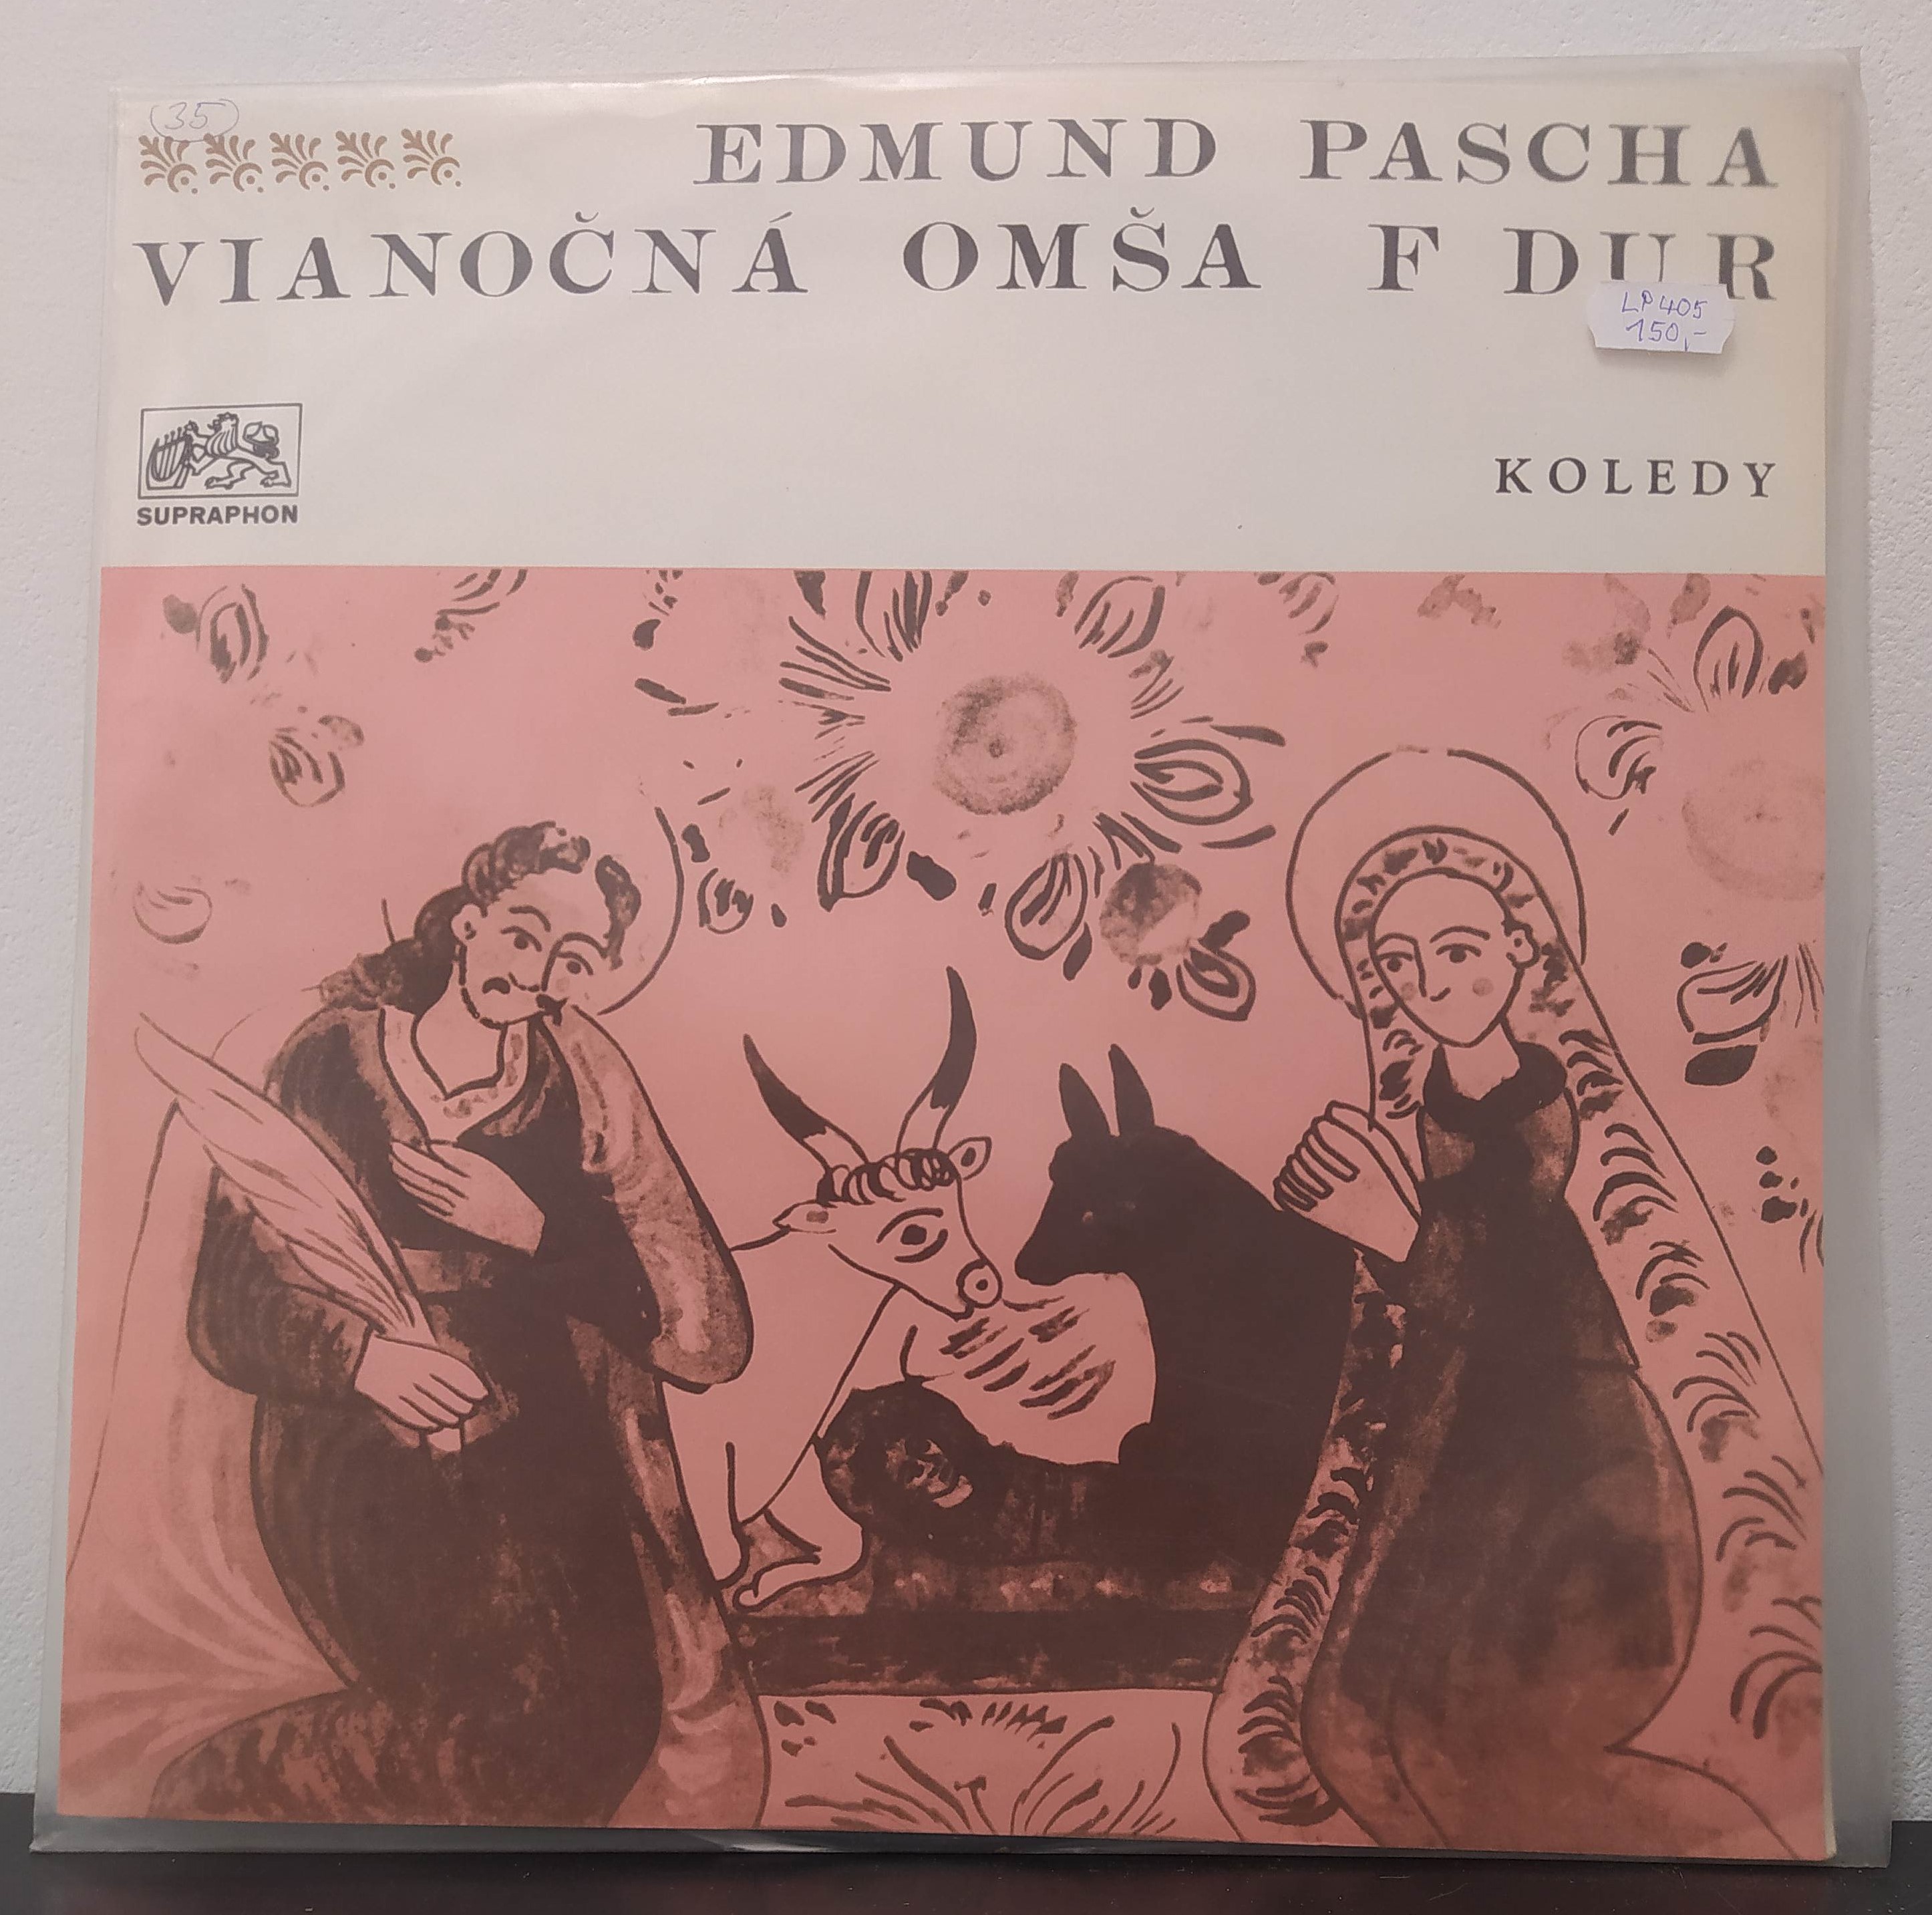 35
EDMUND PASCHA
VIANOČNÁ OMŠA F DUR
LP405
150,-
SUPRAPHON
KOLEDY